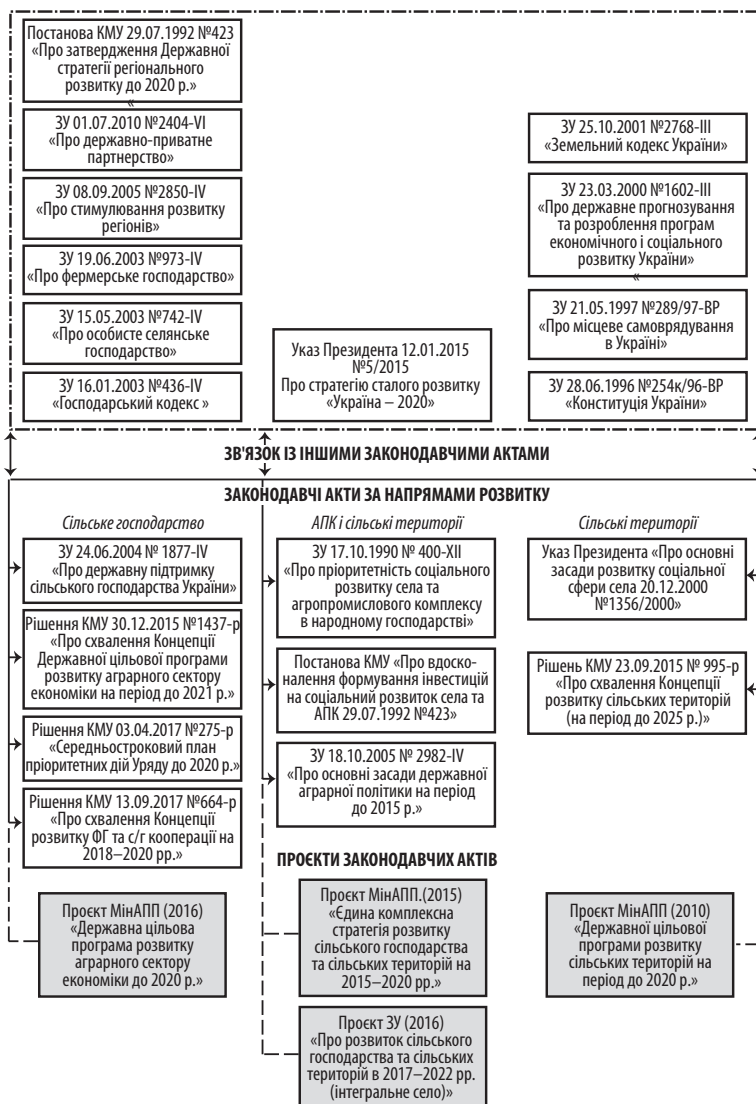 Постанова КМУ 29.07.1992 №423
«Про затвердження Державної
стратегії регіонального
розвитку до 2020 р.»
«
ЗУ 01.07.2010 №2404-VI
«Про державно-приватне
партнерство»
ЗУ 08.09.2005 №2850-IV
«Про стимулювання розвитку
регіонів»
ЗУ 19.06.2003 №973-IV
«Про фермерське господарство»
ЗУ 15.05.2003 №742-IV
«Про особисте селянське
господарство»
ЗУ 16.01.2003 №436-IV
«Господарський кодекс »
Указ Президента 12.01.2015
№5/2015
Про стратегію сталого розвитку
«Україна – 2020»
ЗУ 25.10.2001 №2768-III
«Земельний кодекс України»
ЗУ 23.03.2000 №1602-III
«Про державне прогнозування
та розроблення програм
економічного і соціального
розвитку України»
«
ЗУ 21.05.1997 №289/97-ВР
«Про місцеве самоврядування
в Україні»
ЗУ 28.06.1996 №254к/96-ВР
«Конституція України»
ЗВ'ЯЗОК ІЗ ІНШИМИ ЗАКОНОДАВЧИМИ АКТАМИ
ЗАКОНОДАВЧІ АКТИ ЗА НАПРЯМАМИ РОЗВИТКУ
Сільське господарство
ЗУ 24.06.2004 № 1877-IV
«Про державну підтримку
сільського господарства України»
Рішення КМУ 30.12.2015 №1437-р
«Про схвалення Концепції
Державної цільової програми
розвитку аграрного сектору
економіки на період до 2021 р.»
Рішення КМУ 03.04.2017 №275-р
«Середньостроковий план
пріоритетних дій Уряду до 2020 р.»
Рішення КМУ 13.09.2017 №664-р
«Про схвалення Концепції
розвитку ФГ та с/г кооперації на
2018–2020 рр.»
АПК і сільські території
ЗУ 17.10.1990 № 400-XII
«Про пріоритетність соціального
розвитку села та
агропромислового комплексу
в народному господарстві»
Постанова КМУ «Про вдоско-
налення формування інвестицій
на соціальний розвиток села та
АПК 29.07.1992 №423»
ЗУ 18.10.2005 № 2982-IV
«Про основні засади державної
аграрної політики на період
до 2015 р.»
Сільські території
Указ Президента «Про основні
засади розвитку соціальної
сфери села 20.12.2000
№1356/2000»
Рішень КМУ 23.09.2015 № 995-р
«Про схвалення Концепції
розвитку сільських територій
(на період до 2025 р.)»
ПРОЄКТИ ЗАКОНОДАВЧИХ АКТІВ
Проєкт МінАПП (2016)
«Державна цільова
програма розвитку
аграрного сектору
економіки до 2020 р.»
Проєкт МінАПП.(2015)
«Єдина комплексна
стратегія розвитку
сільського господарства
та сільських територій на
2015–2020 рр.»
Проєкт МінАПП (2010)
«Державної цільової
програми розвитку
сільських територій на
період до 2020 р.»
Проєкт ЗУ (2016)
«Про розвиток сільського
господарства та сільських
територій в 2017–2022 рр.
(інтегральне село)»